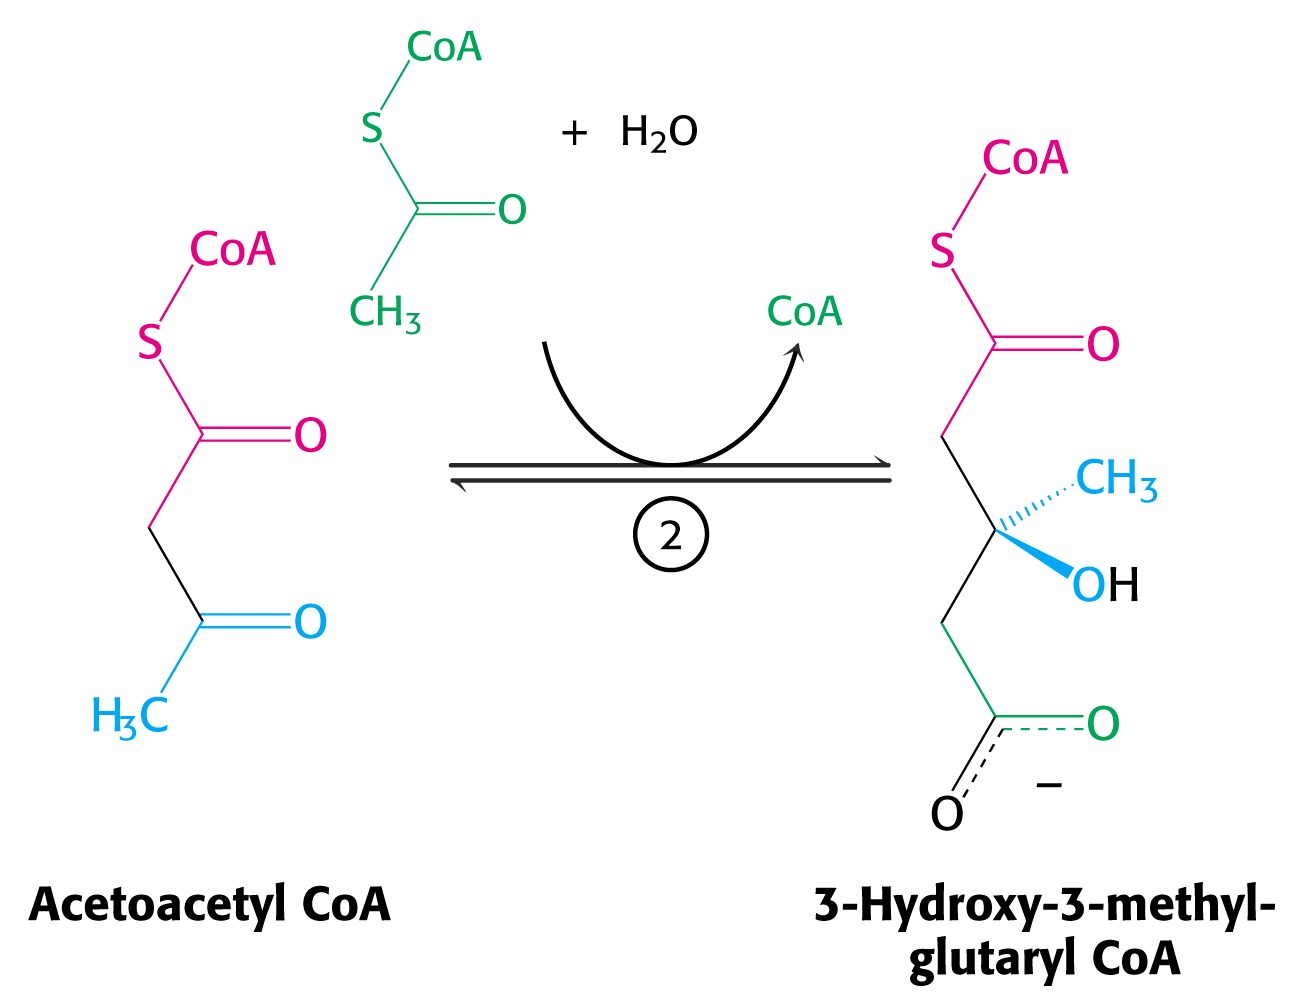 CoA
S
+ H₂O
O
CH₃
CoA
S
O
O
H₃C
CoA
2
CoA
S
O
CH₃
OH
O
O
−
Acetoacetyl CoA
3-Hydroxy-3-methyl-
glutaryl CoA